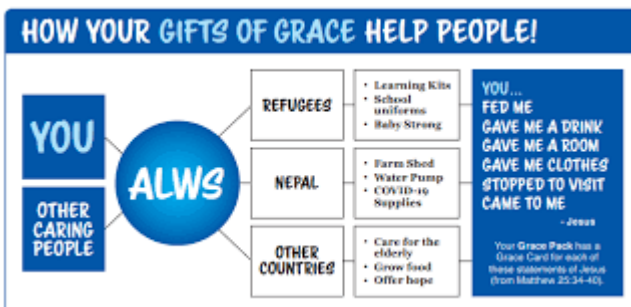 HOW YOUR GIFTS OF GRACE HELP PEOPLE!
YOU
OTHER
CARING
PEOPLE
ALWS
REFUGEES
• Learning Kits
• School
uniforms
• Baby Strong
NEPAL
• Farm Shed
• Water Pump
• COVID-19
Supplies
OTHER
COUNTRIES
• Care for the
elderly
• Grow food
• Offer hope
YOU...
FED ME
GAVE ME A DRINK
GAVE ME A ROOM
GAVE ME CLOTHES
STOPPED TO VISIT
CAME TO ME
- Jesus
Your Grace Pack has a
Grace Card for each of
these statements of Jesus
(from Matthew 25:34-40).